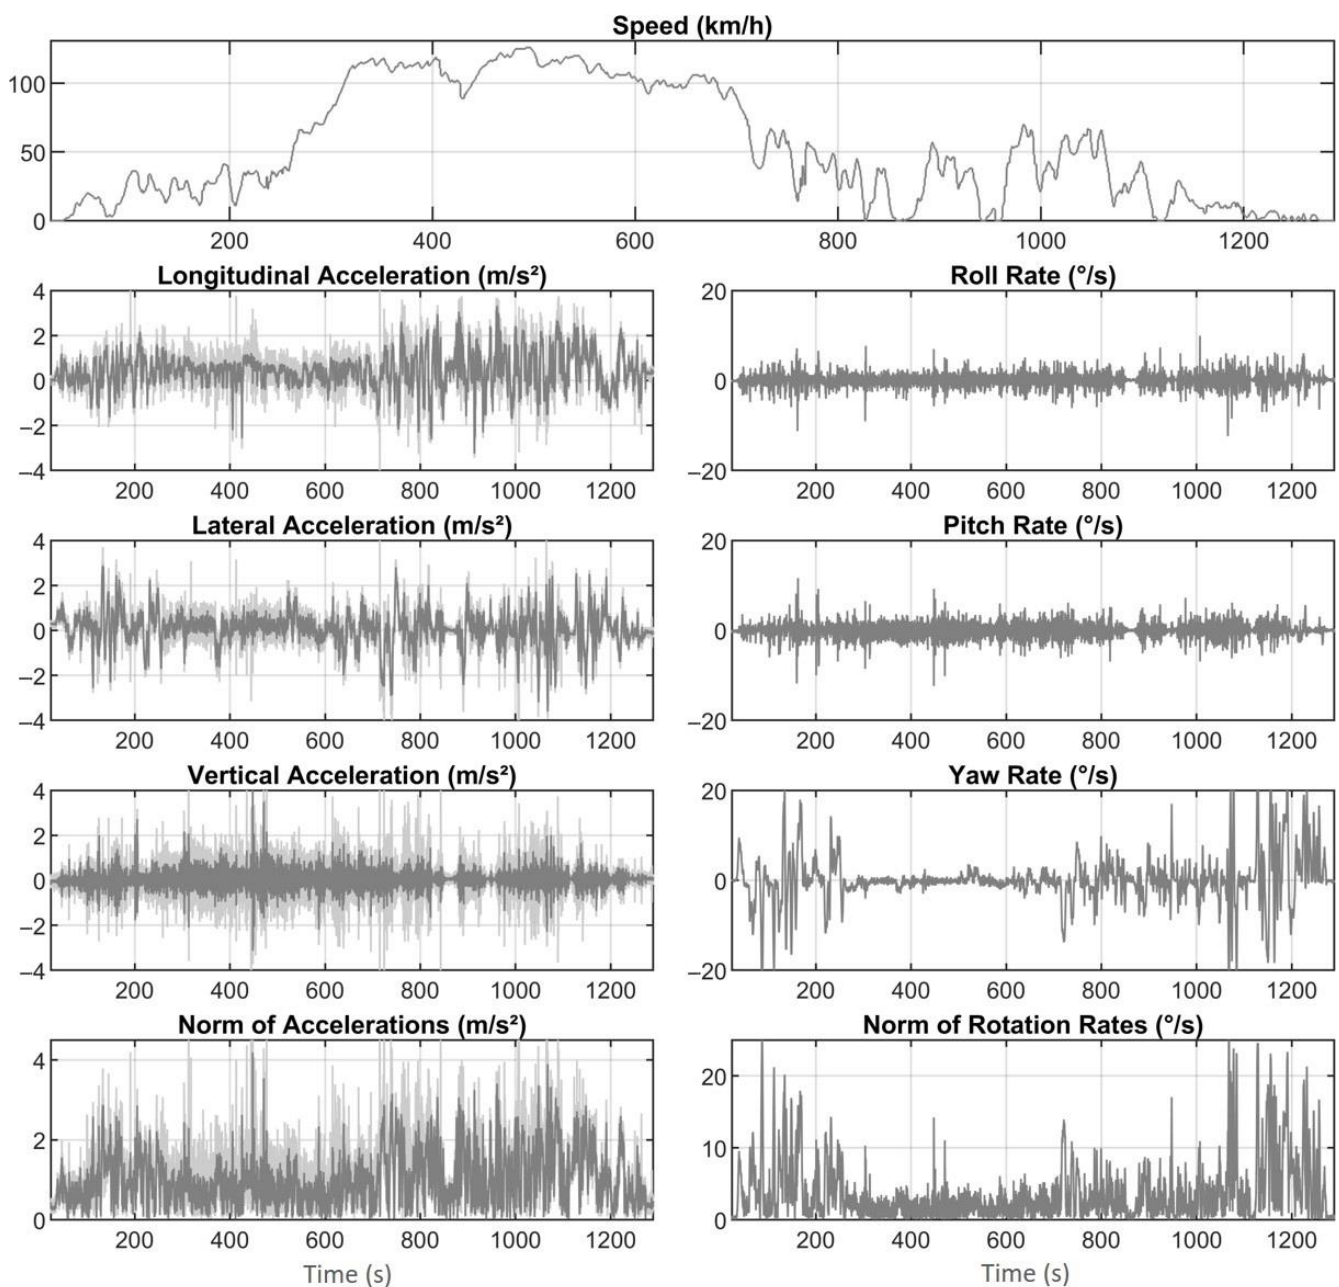 Speed (km/h)
100
50
0
200 400 600 800 1000 1200
Longitudinal Acceleration (m/s²) Roll Rate (°/s)
4 20
2
0 0
–2
–4 –20
200 400 600 800 1000 1200 200 400 600 800 1000 1200
Lateral Acceleration (m/s²) Pitch Rate (°/s)
4 20
2
0 0
–2
–4 –20
200 400 600 800 1000 1200 200 400 600 800 1000 1200
Vertical Acceleration (m/s²) Yaw Rate (°/s)
4 20
2
0 0
–2
–4 –20
200 400 600 800 1000 1200 200 400 600 800 1000 1200
Norm of Accelerations (m/s²) Norm of Rotation Rates (°/s)
4 20
2 10
0 0
200 400 600 800 1000 1200 200 400 600 800 1000 1200
Time (s) Time (s)